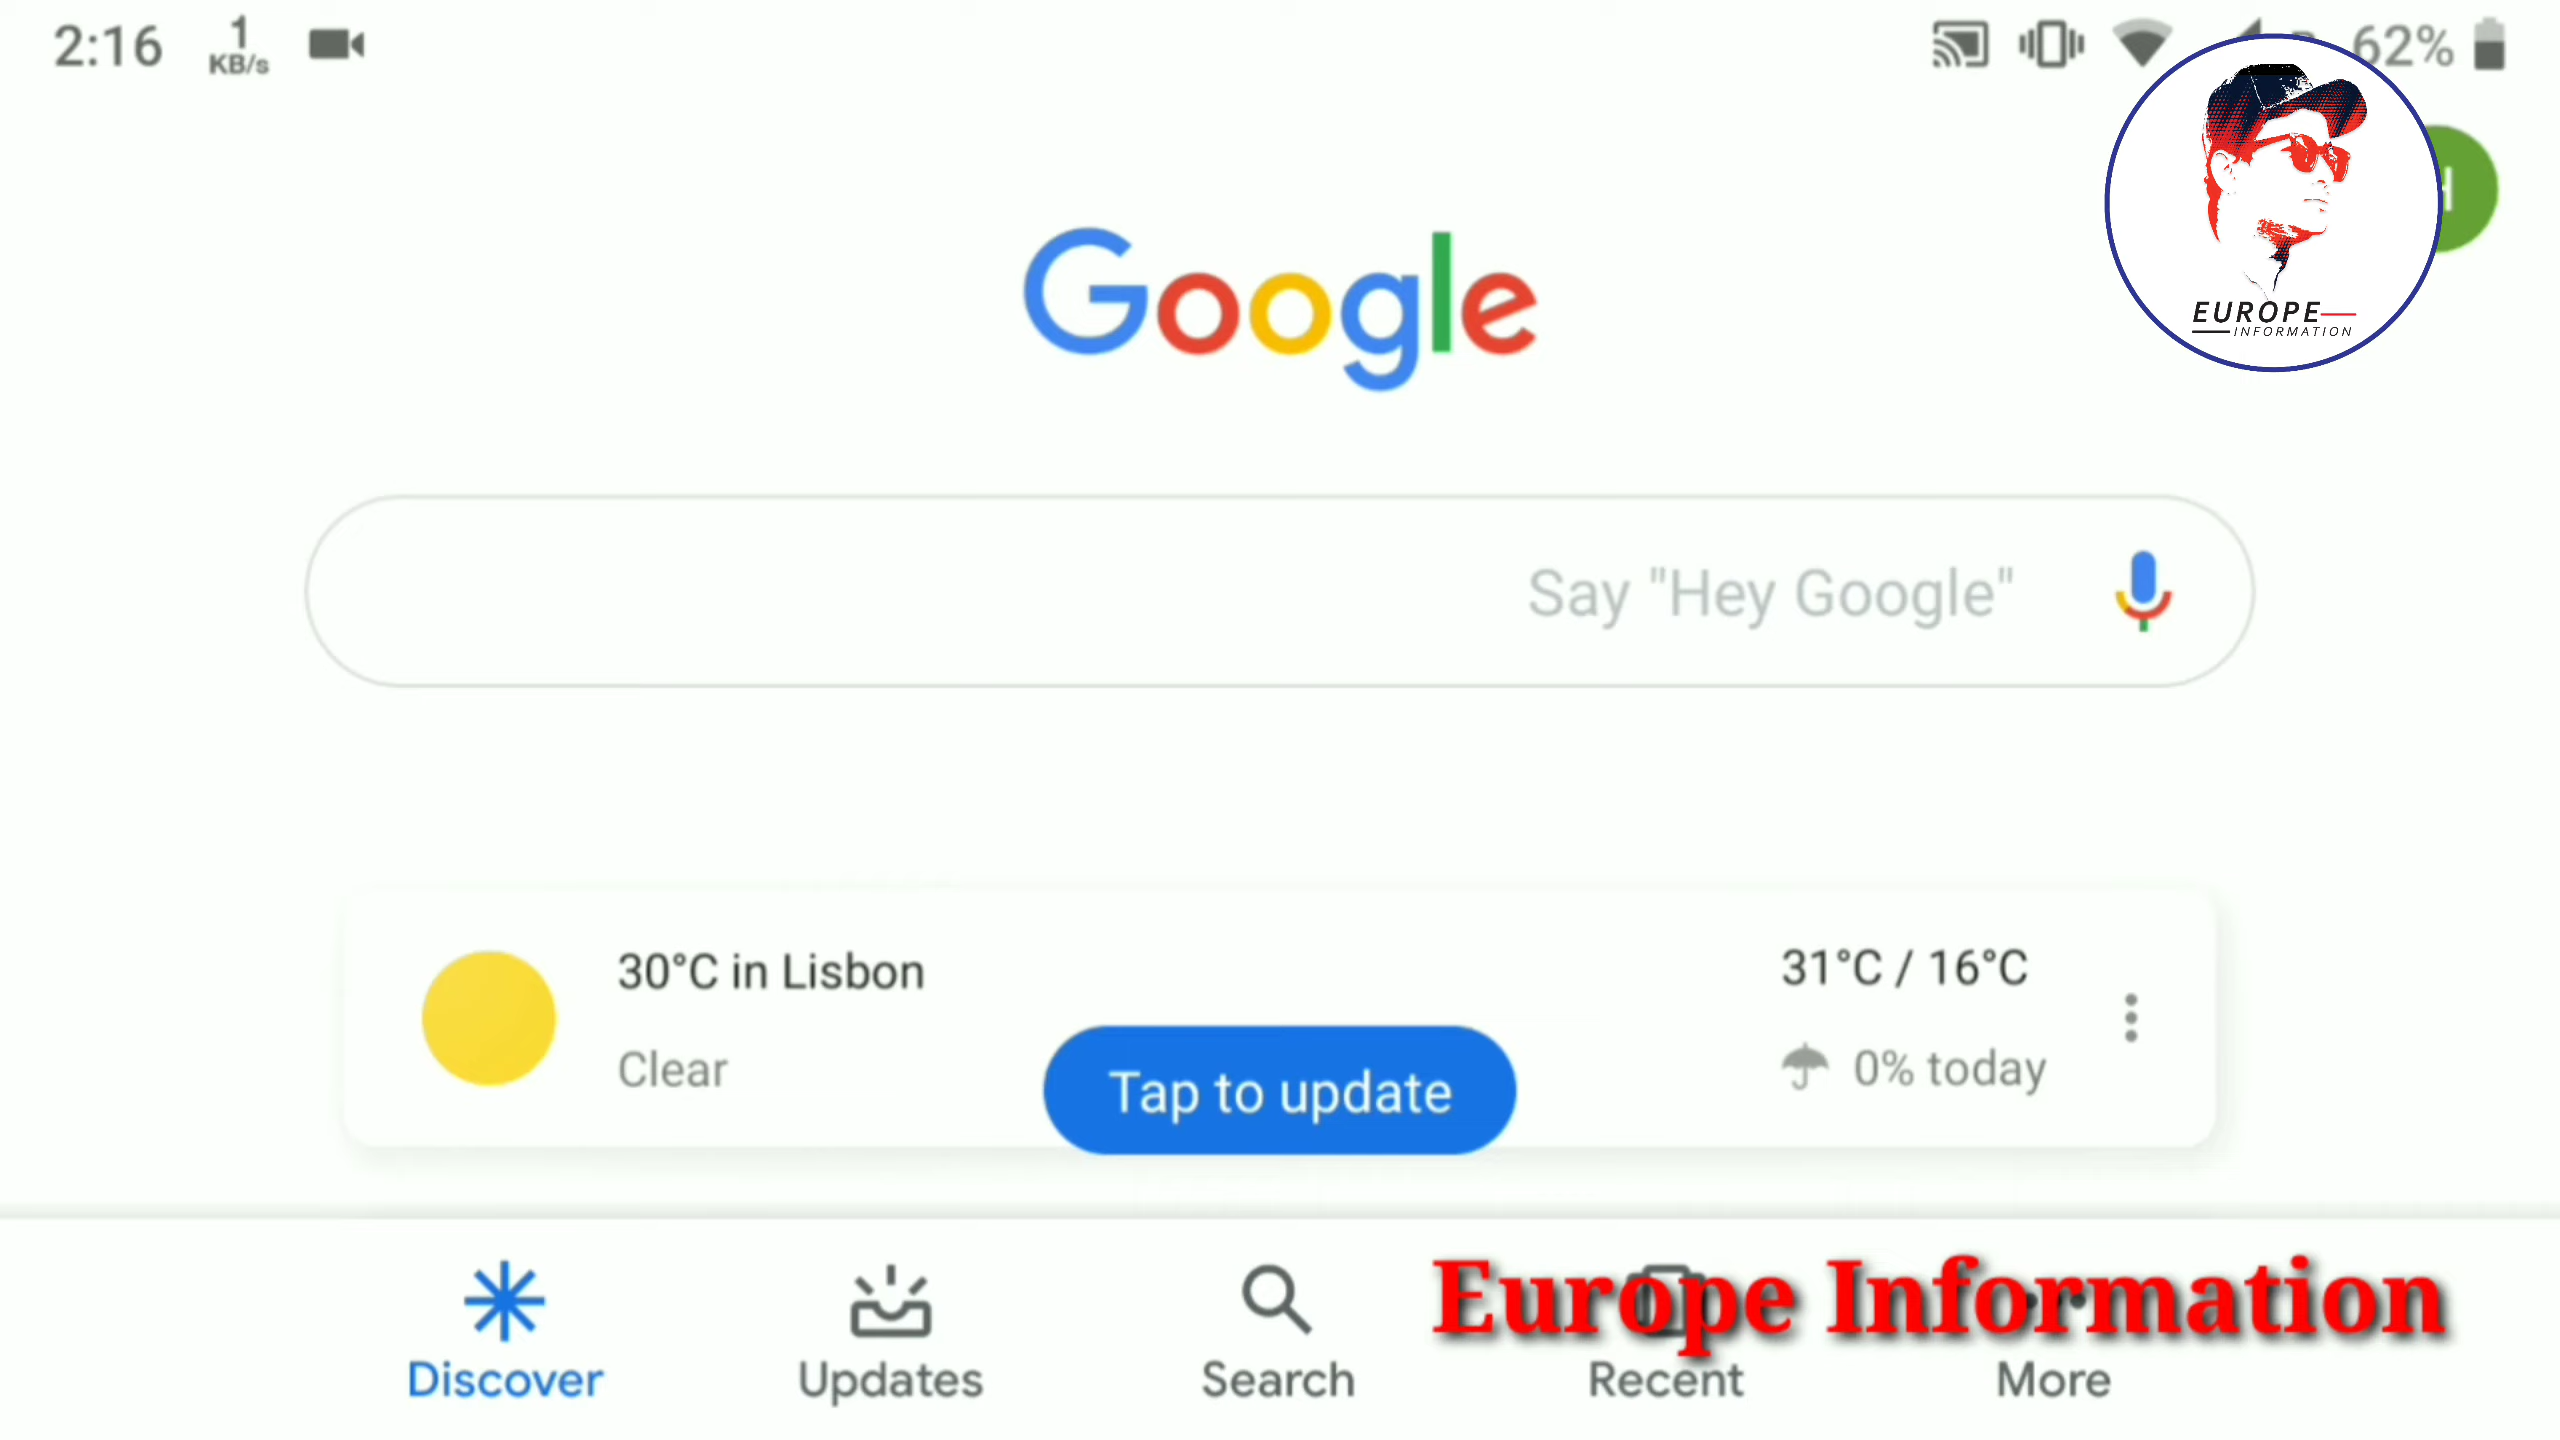 2:16
1
KB/s
62%
H
Google
EUROPE
INFORMATION
Say "Hey Google"
30°C in Lisbon
31°C / 16°C
Clear
0% today
Tap to update
Europe Information
Discover
Updates
Search
Recent
More